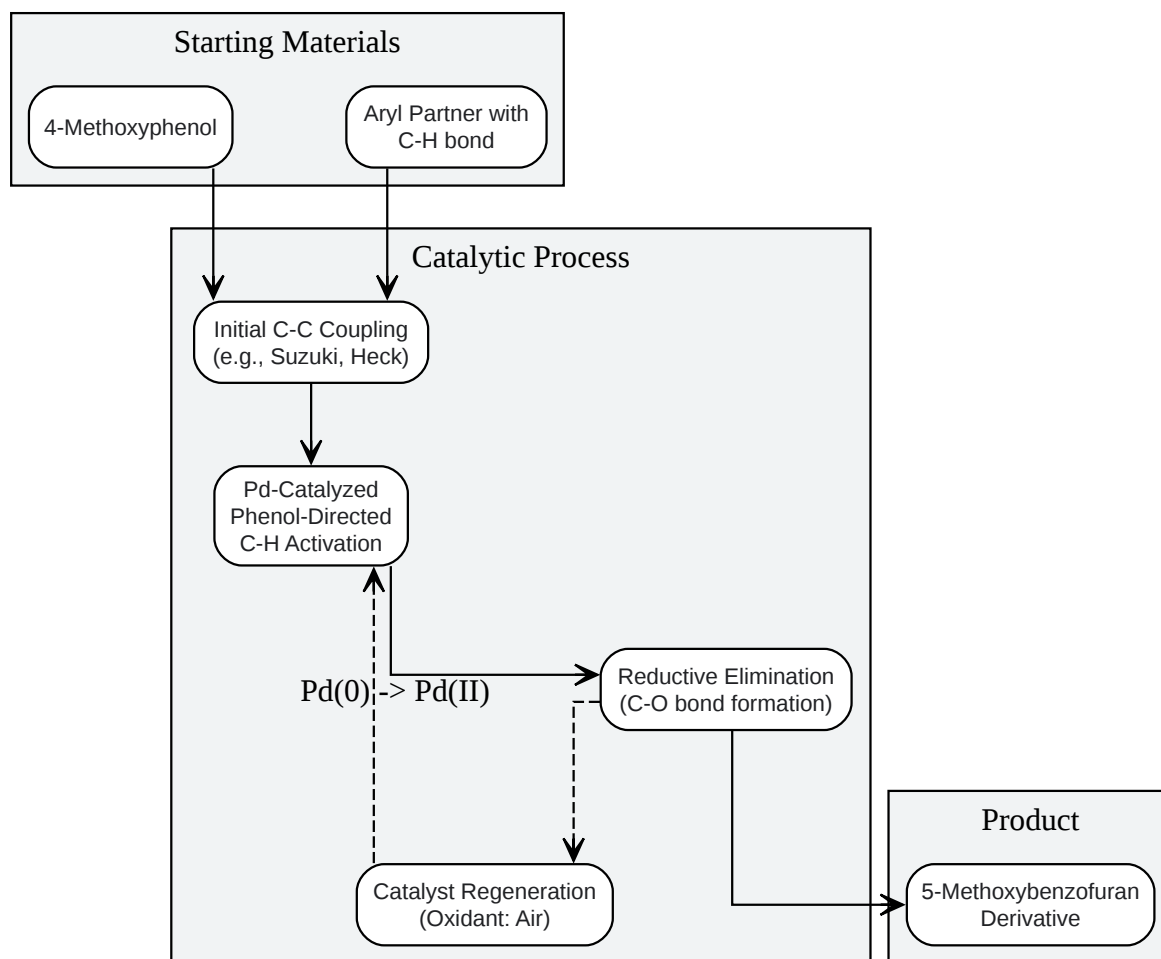 Starting Materials
4-Methoxyphenol
Aryl Partner with
C-H bond
Catalytic Process
Initial C-C Coupling
(e.g., Suzuki, Heck)
Pd-Catalyzed
Phenol-Directed
C-H Activation
Pd(0) -> Pd(II)
Reductive Elimination
(C-O bond formation)
Catalyst Regeneration
(Oxidant: Air)
Product
5-Methoxybenzofuran
Derivative